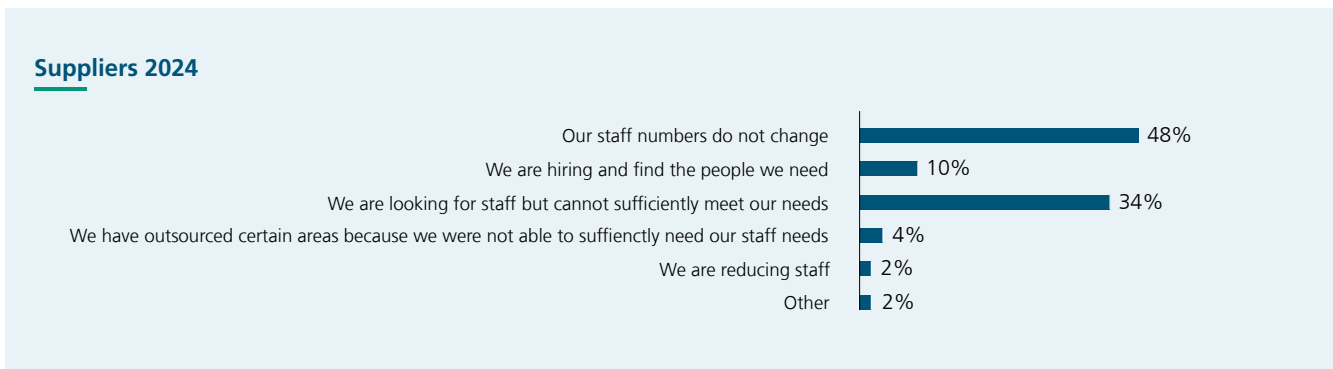 Suppliers 2024
Our staff numbers do not change 48%
We are hiring and find the people we need 10%
We are looking for staff but cannot sufficiently meet our needs 34%
We have outsourced certain areas because we were not able to suffienctly need our staff needs 4%
We are reducing staff 2%
Other 2%